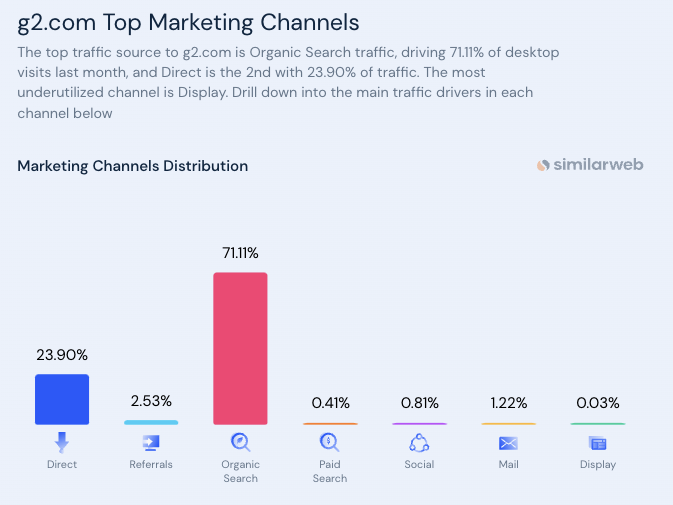 g2.com Top Marketing Channels
The top traffic source to g2.com is Organic Search traffic, driving 71.11% of desktop
visits last month, and Direct is the 2nd with 23.90% of traffic. The most
underutilized channel is Display. Drill down into the main traffic drivers in each
channel below
Marketing Channels Distribution
similarweb
71.11%
23.90%
2.53%
0.41%
0.81%
1.22%
0.03%
Direct
Referrals
Organic
Search
Paid
Search
Social
Mail
Display